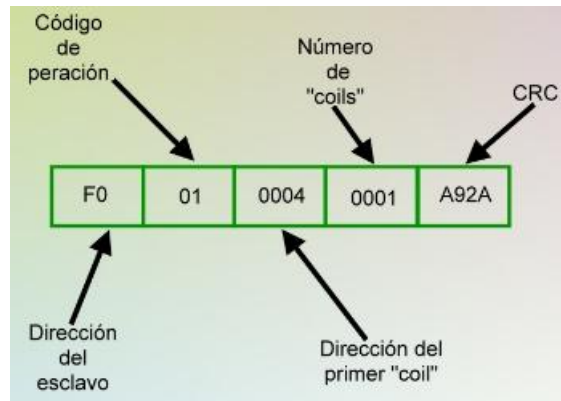 Código
de
peración
Número
de
"coils"
CRC
F0 01 0004 0001 A92A
Dirección
del
esclavo
Dirección del
primer "coil"